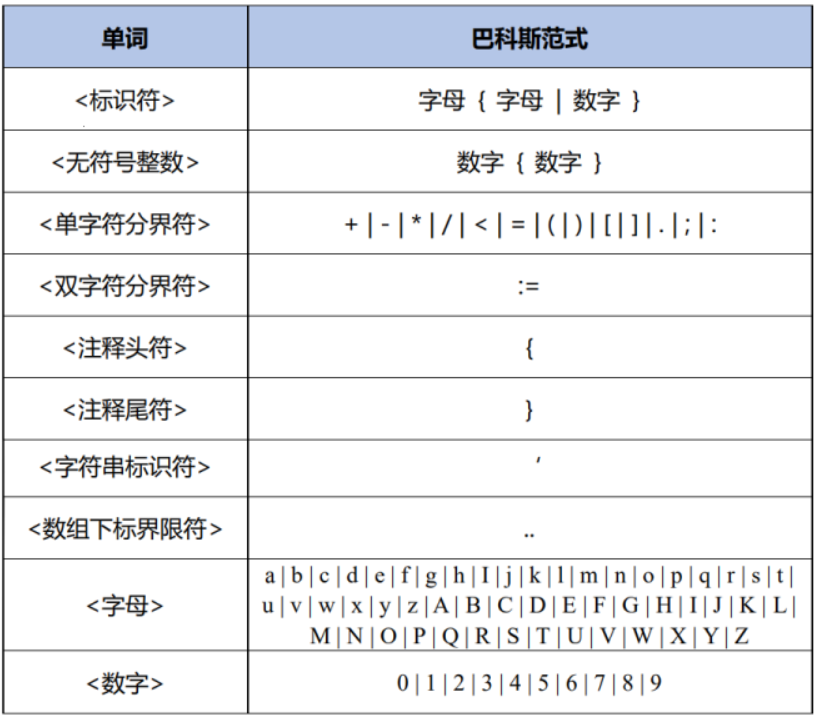 单词 巴科斯范式
<标识符> 字母 { 字母 | 数字 }
<无符号整数> 数字 { 数字 }
<单字符分界符> + | - | * | / | < | = | ( | ) | [ | ] | . | ; | :
<双字符分界符> :=
<注释头符> {
<注释尾符> }
<字符串标识符> ′
<数组下标界限符> ..
a | b | c | d | e | f | g | h | I | j | k | l | m | n | o | p | q | r | s | t |
<字母> u | v | w | x | y | z | A | B | C | D | E | F | G | H | I | J | K | L |
M | N | O | P | Q | R | S | T | U | V | W | X | Y | Z
<数字> 0 | 1 | 2 | 3 | 4 | 5 | 6 | 7 | 8 | 9